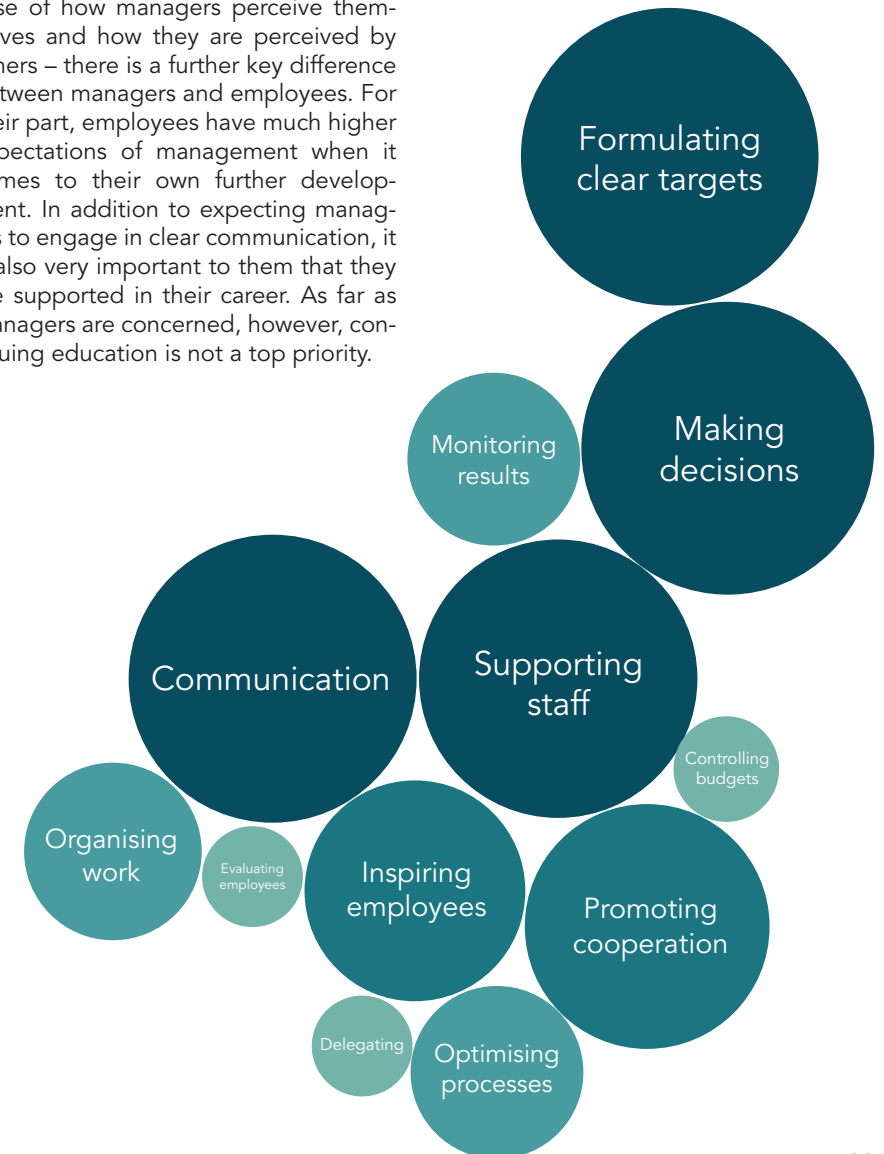 se of how managers perceive them-
ves and how they are perceived by
ners – there is a further key difference
tween managers and employees. For
eir part, employees have much higher
pectations of management when it
mes to their own further develop-
ent. In addition to expecting manag-
s to engage in clear communication, it
also very important to them that they
e supported in their career. As far as
anagers are concerned, however, con-
uing education is not a top priority.
Formulating
clear targets
Making
decisions
Monitoring
results
Communication
Supporting
staff
Controlling
budgets
Organising
work
Evaluating
employees
Inspiring
employees
Promoting
cooperation
Delegating
Optimising
processes